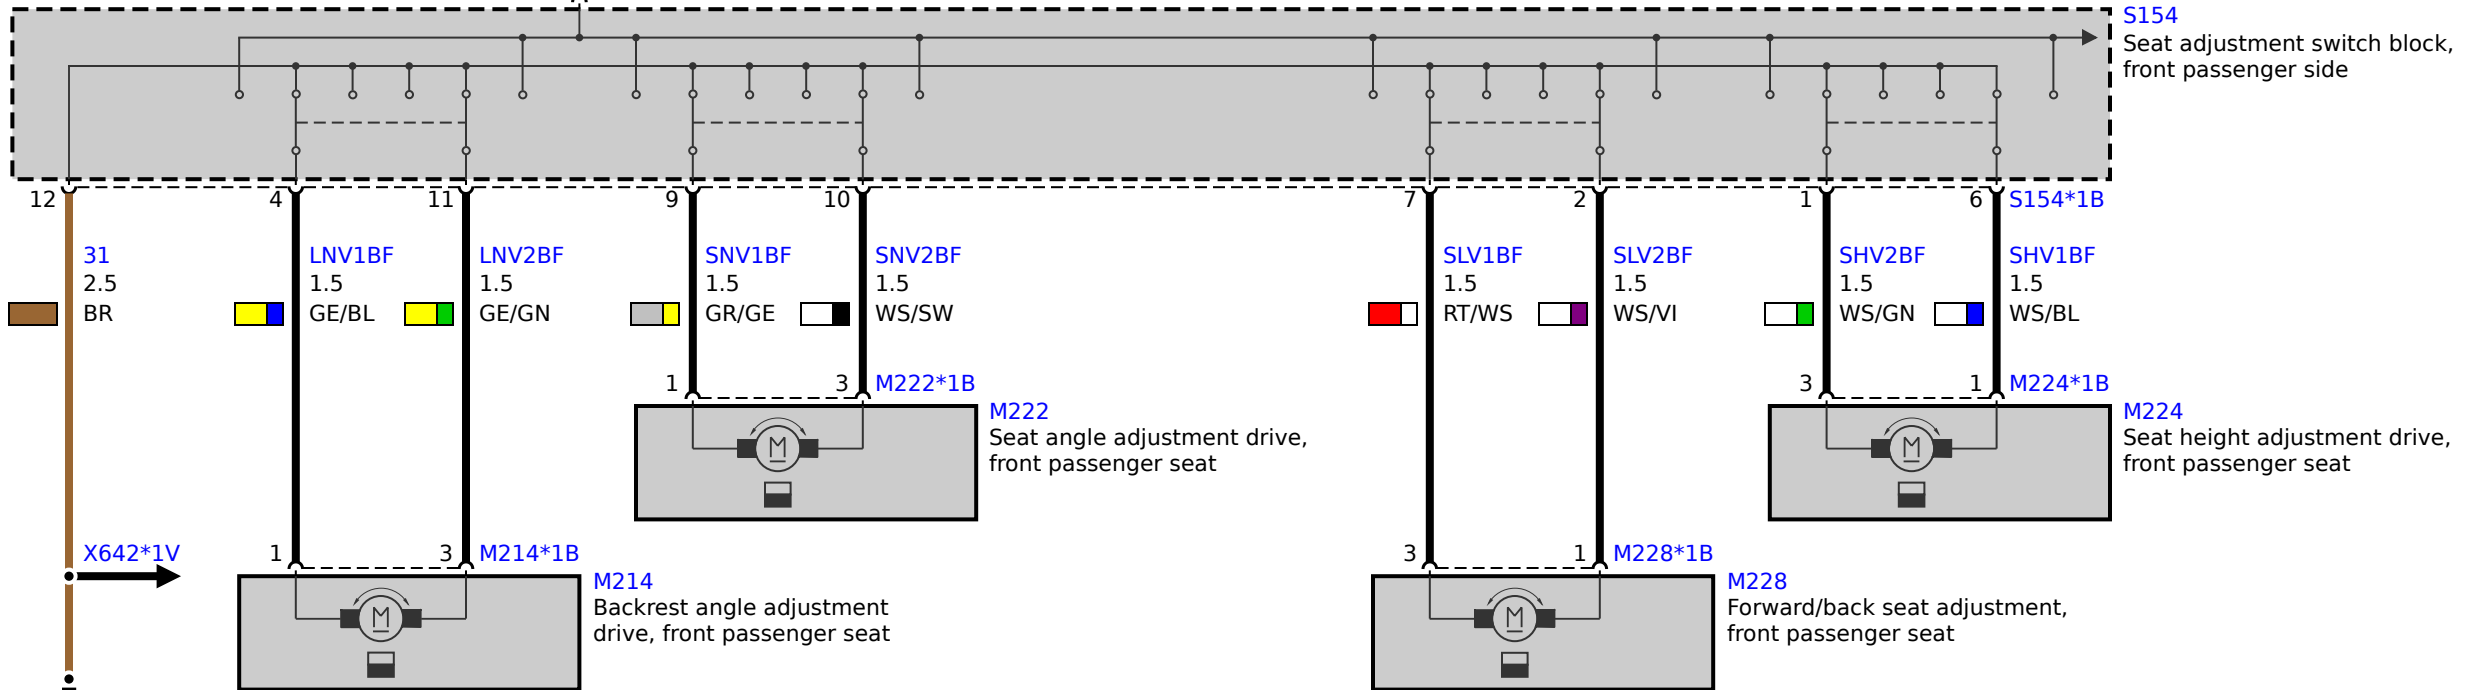 S154
Seat adjustment switch block,
front passenger side
12 4 11 9 10 7 2 1 6 S154*1B
31 LNV1BF LNV2BF SNV1BF SNV2BF SLV1BF SLV2BF SHV2BF SHV1BF
2.5 1.5 1.5 1.5 1.5 1.5 1.5 1.5 1.5
BR GE/BL GE/GN GR/GE WS/SW RT/WS WS/VI WS/GN WS/BL
1 3 M222*1B 3 1 M224*1B
M222
Seat angle adjustment drive,
front passenger seat
M
M224
Seat height adjustment drive,
front passenger seat
M
X642*1V 1 3 M214*1B 3 1 M228*1B
M214
Backrest angle adjustment
drive, front passenger seat
M
M228
Forward/back seat adjustment,
front passenger seat
M